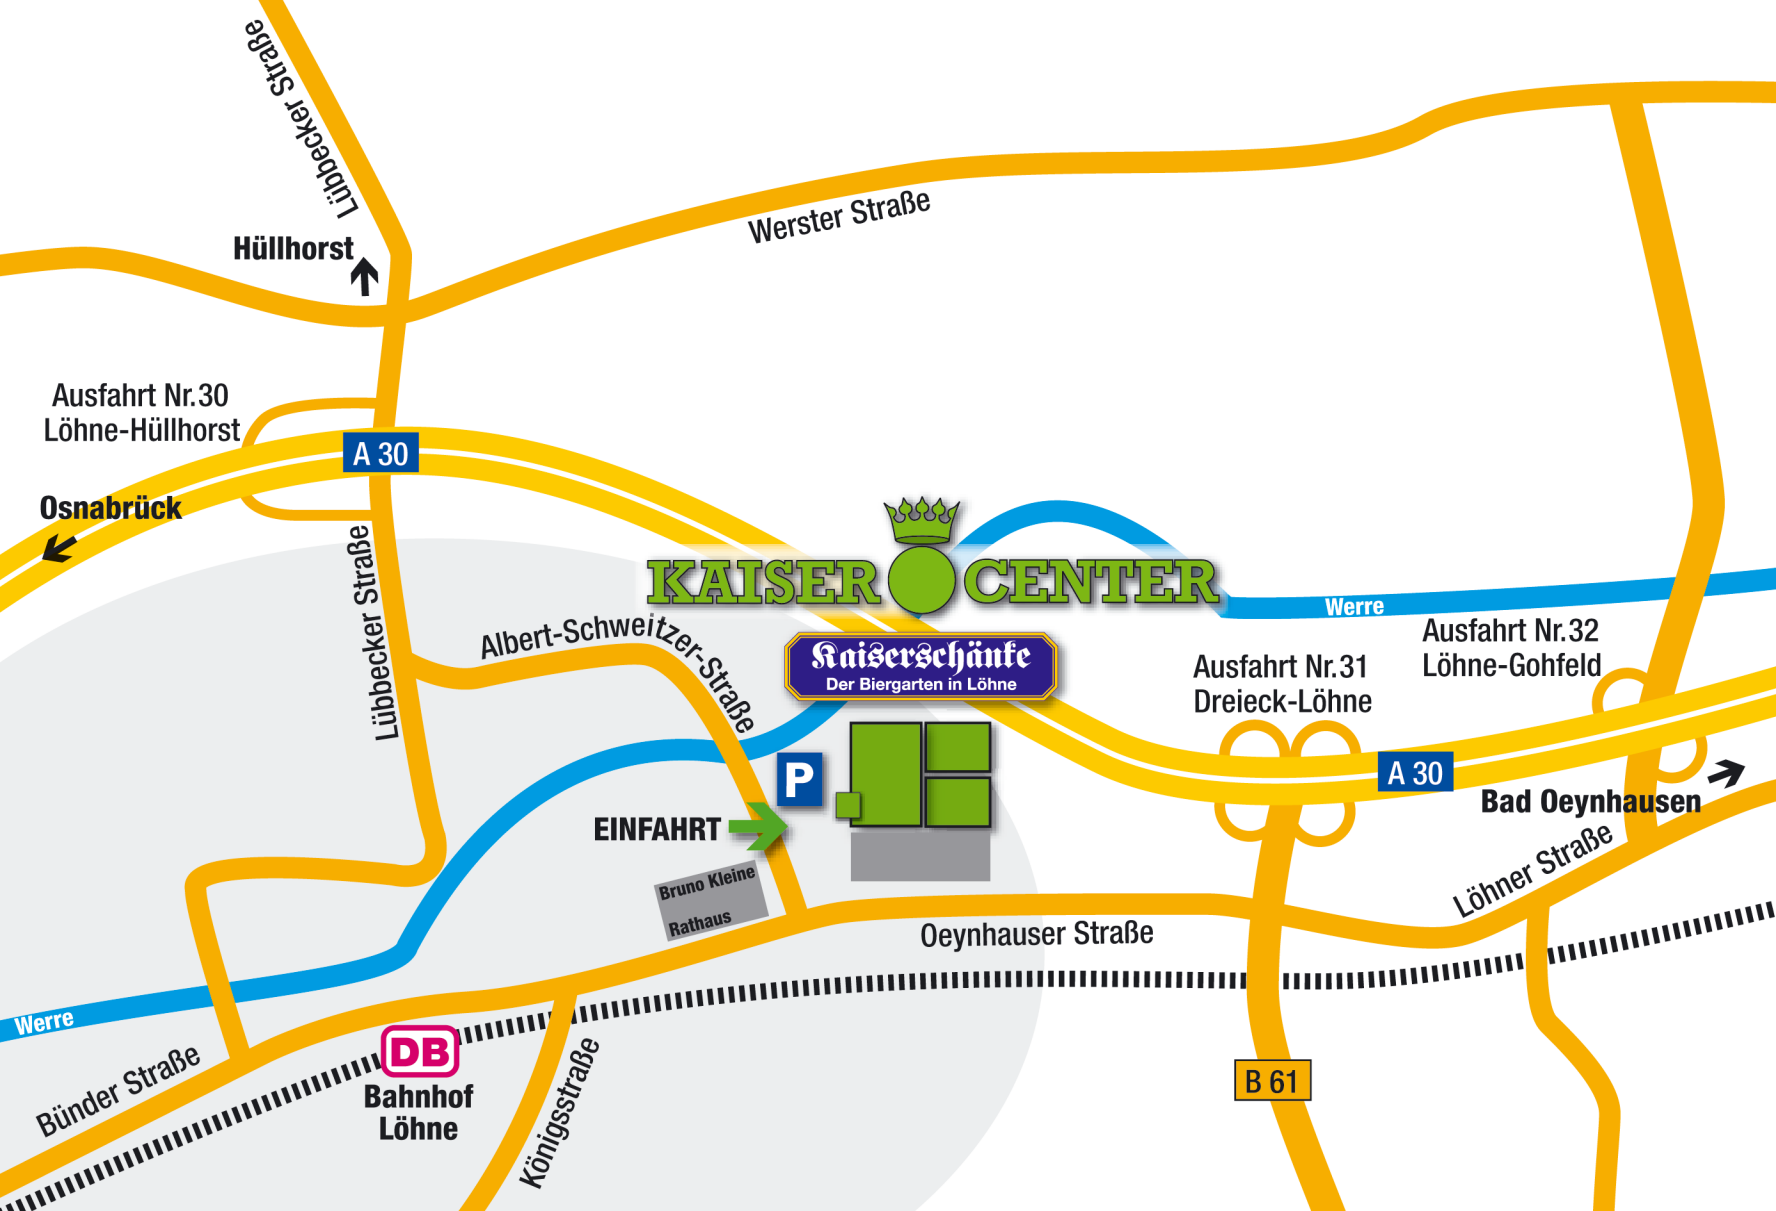 Lübbecker Straße
Hüllhorst
Werster Straße
Ausfahrt Nr.30
Löhne-Hüllhorst
A 30
Osnabrück
Lübbecker Straße
Albert-Schweitzer-Straße
KAISER CENTER
Kaiserschänke
Der Biergarten in Löhne
Werre
Ausfahrt Nr.31
Dreieck-Löhne
Ausfahrt Nr.32
Löhne-Gohfeld
A 30
Bad Oeynhausen
P
EINFAHRT
Bruno Kleine
Rathaus
Oeynhauser Straße
Löhner Straße
Werre
Bünder Straße
DB
Bahnhof
Löhne
Königsstraße
B 61